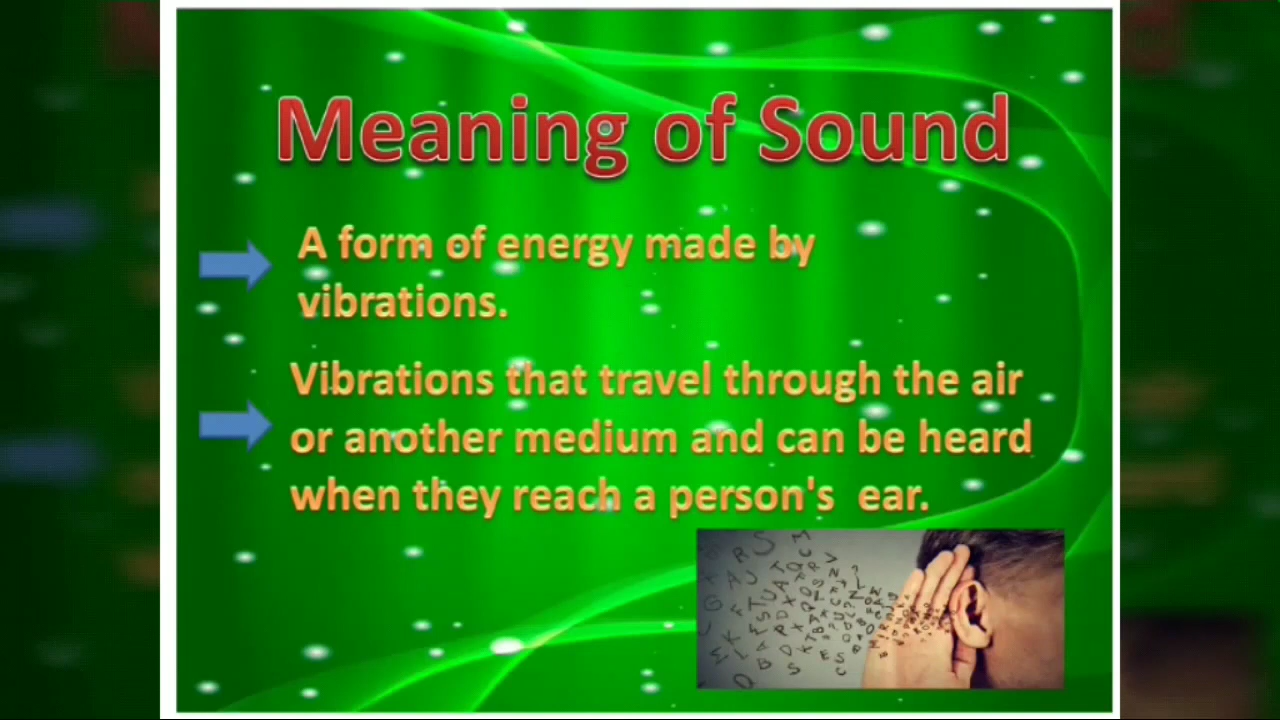 Meaning of Sound
A form of energy made by
vibrations.
Vibrations that travel through the air
or another medium and can be heard
when they reach a person's  ear.